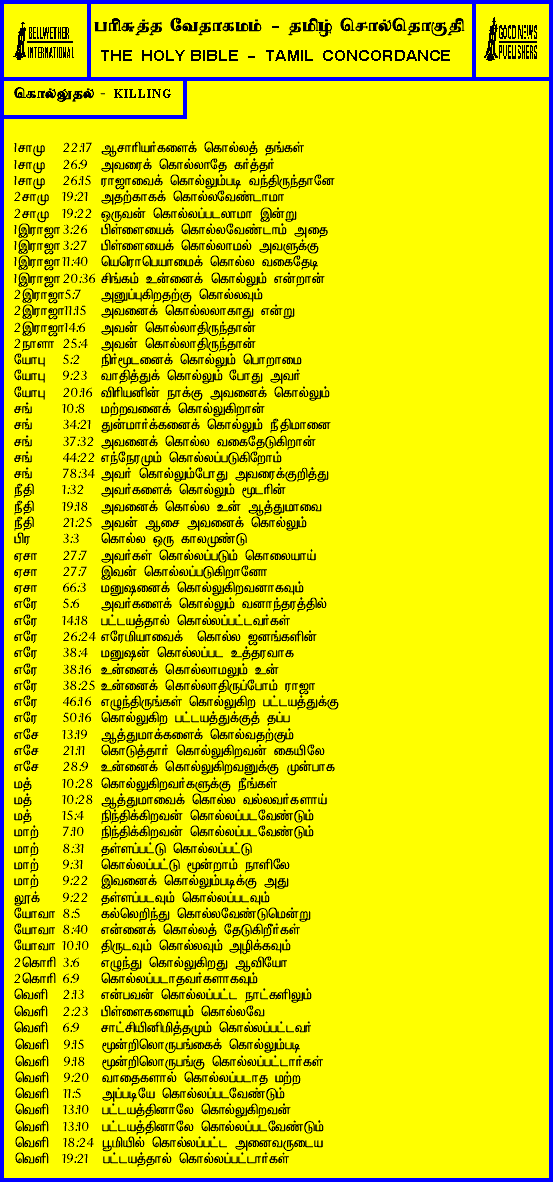 BELLWETHER
INTERNATIONAL
பரிசுத்த வேதாகமம் - தமிழ் சொல்தொகுதி
THE HOLY BIBLE - TAMIL CONCORDANCE
GOOD NEWS
PUBLISHERS
கொல்லுதல் - KILLING
1சாமு 22:17 ஆசாரியர்களைக் கொல்லத் தங்கள்
1சாமு 26:9 அவரைக் கொல்லாதே கர்த்தர்
1சாமு 26:15 ராஜாவைக் கொல்லும்படி வந்திருந்தானே
2சாமு 19:21 அதற்காகக் கொல்லவேண்டாமா
2சாமு 19:22 ஒருவன் கொல்லப்படலாமா இன்று
1இராஜா 3:26 பிள்ளையைக் கொல்லவேண்டாம் அதை
1இராஜா 3:27 பிள்ளையைக் கொல்லாமல் அவளுக்கு
1இராஜா 11:40 யெரொபெயாமைக் கொல்ல வகைதேடி
1இராஜா 20:36 சிங்கம் உன்னைக் கொல்லும் என்றான்
2இராஜா 5:7 அனுப்புகிறதற்கு கொல்லவும்
2இராஜா 11:15 அவனைக் கொல்லலாகாது என்று
2இராஜா 14:6 அவன் கொல்லாதிருந்தான்
2நாளா 25:4 அவன் கொல்லாதிருந்தான்
யோபு 5:2 நிர்மூடனைக் கொல்லும் பொறாமை
யோபு 9:23 வாதித்துக் கொல்லும் போது அவர்
யோபு 20:16 விரியனின் நாக்கு அவனைக் கொல்லும்
சங் 10:8 மற்றவனைக் கொல்லுகிறான்
சங் 34:21 துன்மார்க்கனைக் கொல்லும் நீதிமானை
சங் 37:32 அவனைக் கொல்ல வகைதேடுகிறான்
சங் 44:22 எந்நேரமும் கொல்லப்படுகிறோம்
சங் 78:34 அவர் கொல்லும்போது அவரைக்குறித்து
நீதி 1:32 அவர்களைக் கொல்லும் மூடரின்
நீதி 19:18 அவனைக் கொல்ல உன் ஆத்துமாவை
நீதி 21:25 அவன் ஆசை அவனைக் கொல்லும்
பிர 3:3 கொல்ல ஒரு காலமுண்டு
ஏசா 27:7 அவர்கள் கொல்லப்படும் கொலையாய்
ஏசா 27:7 இவன் கொல்லப்படுகிறானோ
ஏசா 66:3 மனுஷனைக் கொல்லுகிறவனாகவும்
எரே 5:6 அவர்களைக் கொல்லும் வனாந்தரத்தில்
எரே 14:18 பட்டயத்தால் கொல்லப்பட்டவர்கள்
எரே 26:24 எரேமியாவைக் கொல்ல ஜனங்களின்
எரே 38:4 மனுஷன் கொல்லப்பட உத்தரவாக
எரே 38:16 உன்னைக் கொல்லாமலும் உன்
எரே 38:25 உன்னைக் கொல்லாதிருப்போம் ராஜா
எரே 46:16 எழுந்திருங்கள் கொல்லுகிற பட்டயத்துக்கு
எரே 50:16 கொல்லுகிற பட்டயத்துக்குத் தப்ப
எசே 13:19 ஆத்துமாக்களைக் கொல்வதற்கும்
எசே 21:11 கொடுத்தார் கொல்லுகிறவன் கையிலே
எசே 28:9 உன்னைக் கொல்லுகிறவனுக்கு முன்பாக
மத் 10:28 கொல்லுகிறவர்களுக்கு நீங்கள்
மத் 10:28 ஆத்துமாவைக் கொல்ல வல்லவர்களாய்
மத் 15:4 நிந்திக்கிறவன் கொல்லப்படவேண்டும்
மாற் 7:10 நிந்திக்கிறவன் கொல்லப்படவேண்டும்
மாற் 8:31 தள்ளப்பட்டு கொல்லப்பட்டு
மாற் 9:31 கொல்லப்பட்டு மூன்றாம் நாளிலே
மாற் 9:22 இவனைக் கொல்லும்படிக்கு அது
லூக் 9:22 தள்ளப்படவும் கொல்லப்படவும்
யோவா 8:5 கல்லெறிந்து கொல்லவேண்டுமென்று
யோவா 8:40 என்னைக் கொல்லத் தேடுகிறீர்கள்
யோவா 10:10 திருடவும் கொல்லவும் அழிக்கவும்
2கொரி 3:6 எழுந்து கொல்லுகிறது ஆவியோ
2கொரி 6:9 கொல்லப்படாதவர்களாகவும்
வெளி 2:13 என்பவன் கொல்லப்பட்ட நாட்களிலும்
வெளி 2:23 பிள்ளைகளையும் கொல்லவே
வெளி 6:9 சாட்சியினிமித்தமும் கொல்லப்பட்டவர்
வெளி 9:15 மூன்றிலொருபங்கைக் கொல்லும்படி
வெளி 9:18 மூன்றிலொருபங்கு கொல்லப்பட்டார்கள்
வெளி 9:20 வாதைகளால் கொல்லப்படாத மற்ற
வெளி 11:5 அப்படியே கொல்லப்படவேண்டும்
வெளி 13:10 பட்டயத்தினாலே கொல்லுகிறவன்
வெளி 13:10 பட்டயத்தினாலே கொல்லப்படவேண்டும்
வெளி 18:24 பூமியில் கொல்லப்பட்ட அனைவருடைய
வெளி 19:21 பட்டயத்தால் கொல்லப்பட்டார்கள்